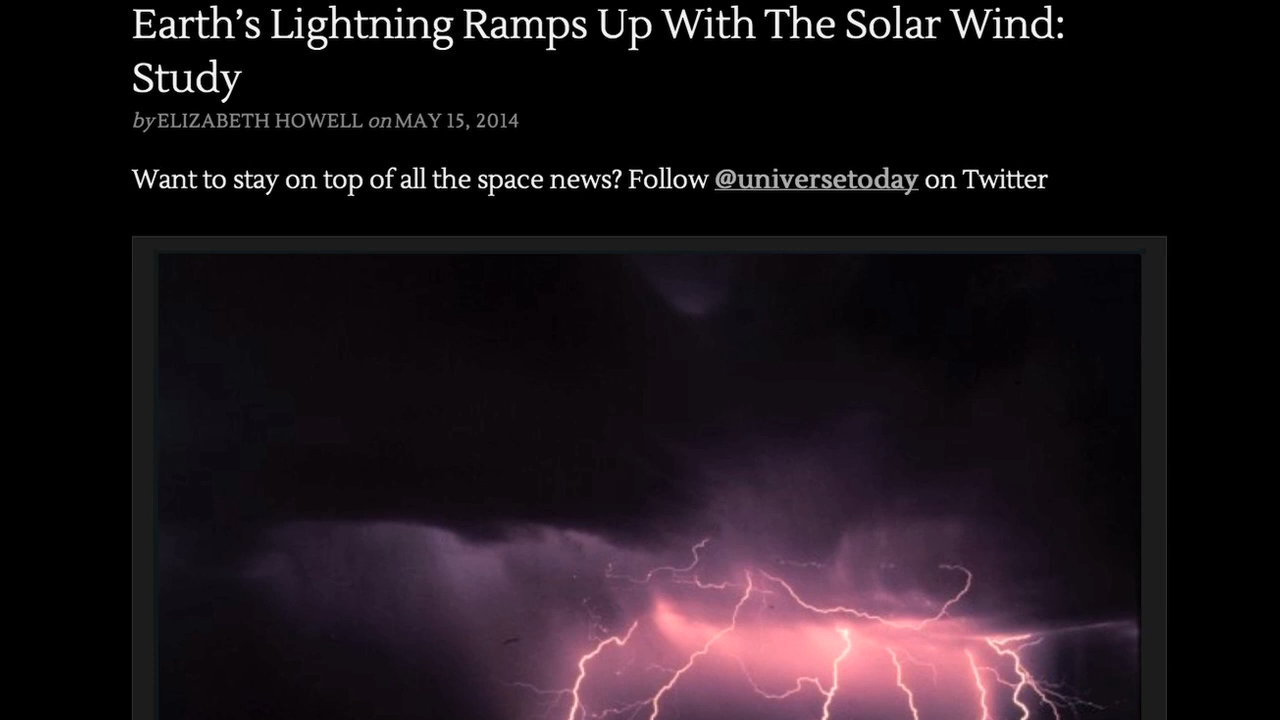 Earth’s Lightning Ramps Up With The Solar Wind:
Study
by ELIZABETH HOWELL on MAY 15, 2014
Want to stay on top of all the space news? Follow @universetoday on Twitter